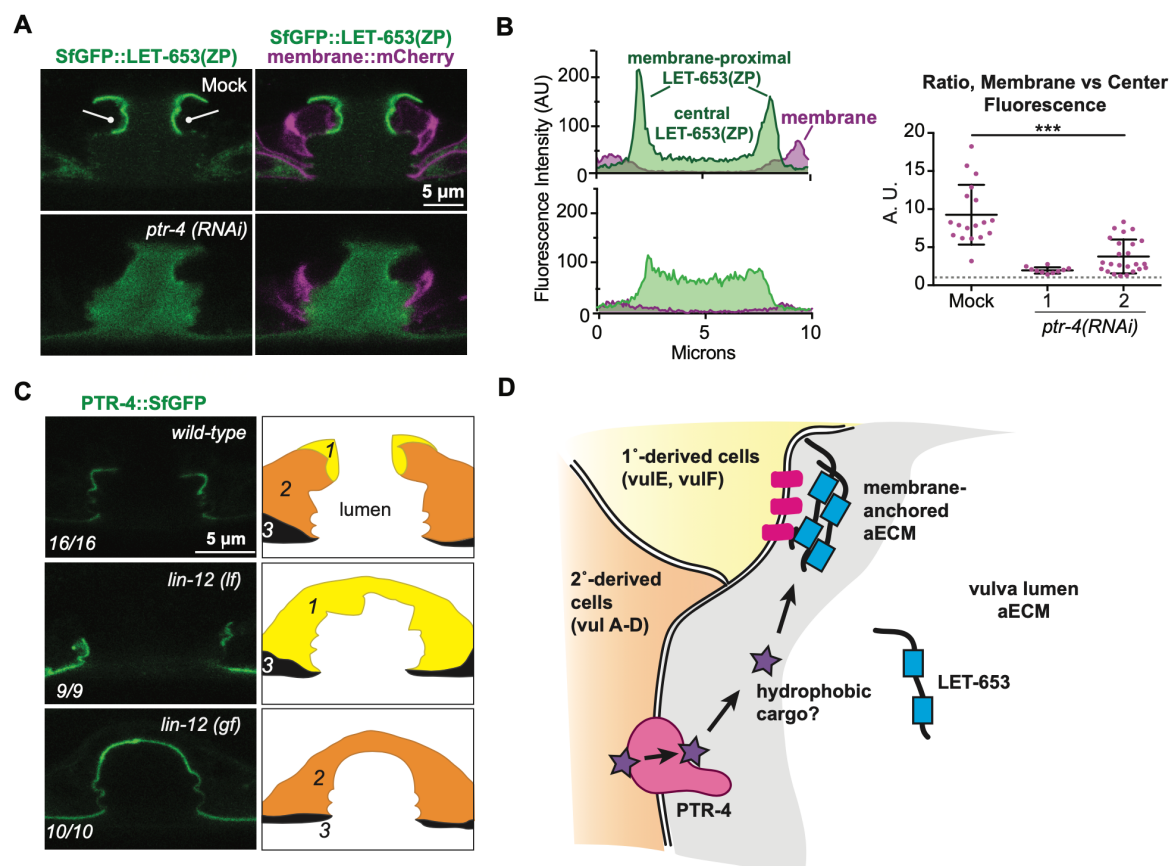 A
SfGFP::LET-653(ZP)
SfGFP::LET-653(ZP)
membrane::mCherry
Mock
5 µm
ptr-4 (RNAi)
B
Fluorescence Intensity (AU)
200
100
0
membrane-proximal
LET-653(ZP)
central
LET-653(ZP)
membrane
200
100
0
0
5
10
Microns
Ratio, Membrane vs Center
Fluorescence
***
A. U.
20
15
10
5
0
Mock
1
2
ptr-4(RNAi)
C
PTR-4::SfGFP
wild-type
16/16
5 µm
1
2
3
lumen
lin-12 (lf)
9/9
1
3
lin-12 (gf)
10/10
2
3
D
1˚-derived cells
(vulE, vulF)
membrane-
anchored
aECM
2˚-derived
cells
(vul A-D)
vulva lumen
aECM
LET-653
hydrophobic
cargo?
PTR-4